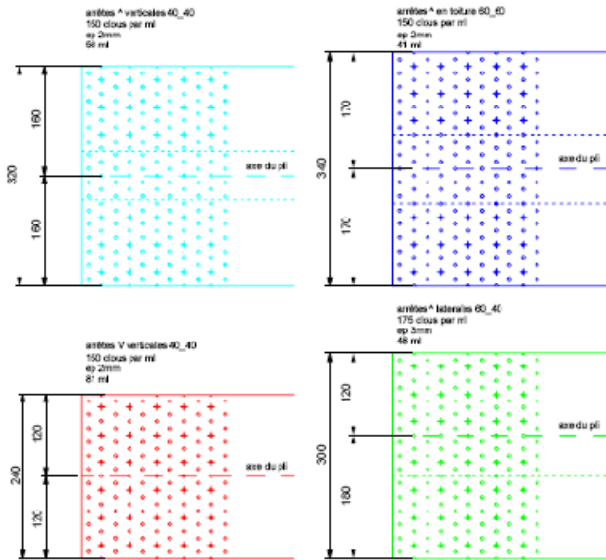 arrêtes ^ verticales 40_40
150 clous par ml
ep 2mm
58 ml
160
320
axe du pli
160
arrêtes ^ en toiture 60_60
150 clous par ml
ep 3mm
41 ml
170
340
axe du pli
170
arrêtes V verticales 40_40
150 clous par ml
ep 2mm
81 ml
120
240
axe du pli
120
arrêtes ^ laterales 60_40
175 clous par ml
ep 3mm
48 ml
120
300
axe du pli
180